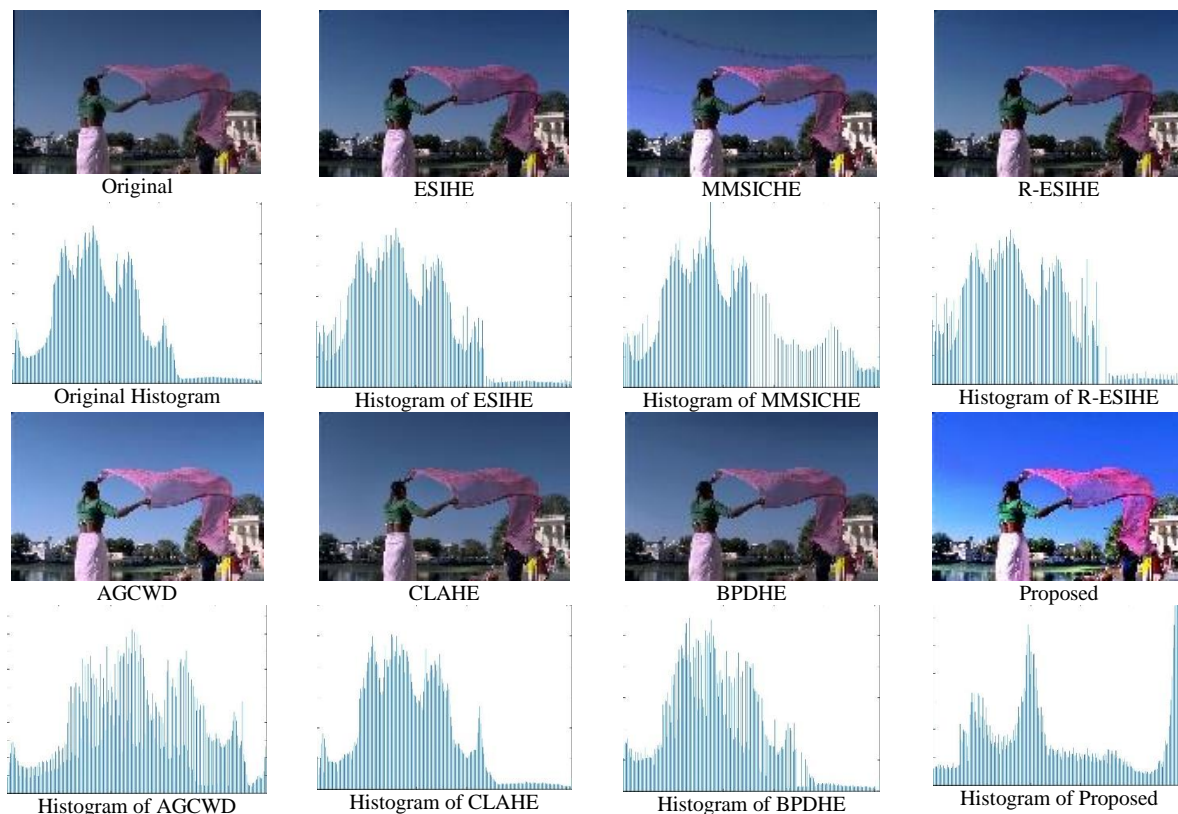 Original ESIHE MMSICHE R-ESIHE
Original Histogram Histogram of ESIHE Histogram of MMSICHE Histogram of R-ESIHE
AGCWD CLAHE BPDHE Proposed
Histogram of AGCWD Histogram of CLAHE Histogram of BPDHE Histogram of Proposed